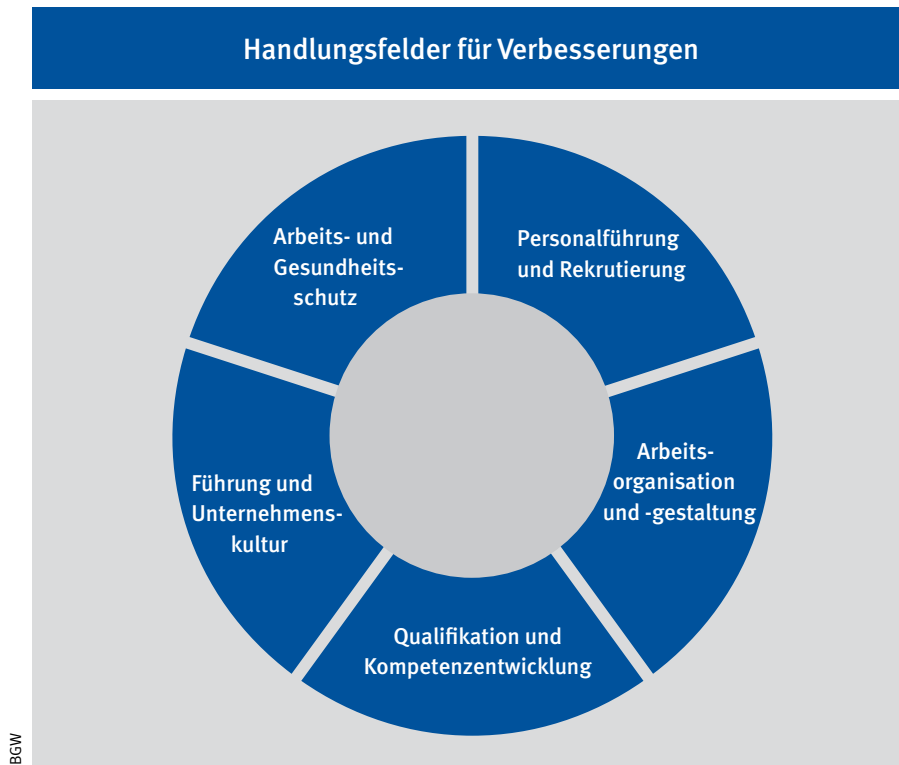 Handlungsfelder für Verbesserungen
Arbeits- und
Gesundheits-
schutz
Personalführung
und Rekrutierung
Arbeits-
organisation
und -gestaltung
Qualifikation und
Kompetenzentwicklung
Führung und
Unternehmens-
kultur
BGW